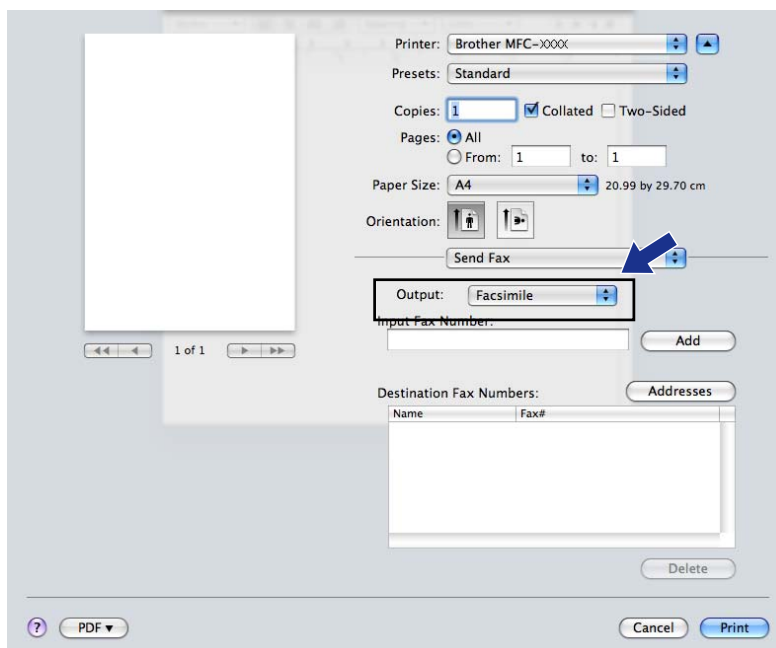 Printer: Brother MFC-XXXX
Presets: Standard
Copies: 1 Collated Two-Sided
Pages: All
From: 1 to: 1
Paper Size: A4 20.99 by 29.70 cm
Orientation:
Send Fax
Output: Facsimile
Input Fax Number:
Add
1 of 1
Destination Fax Numbers: Addresses
Name Fax#
Delete
? PDF Cancel Print